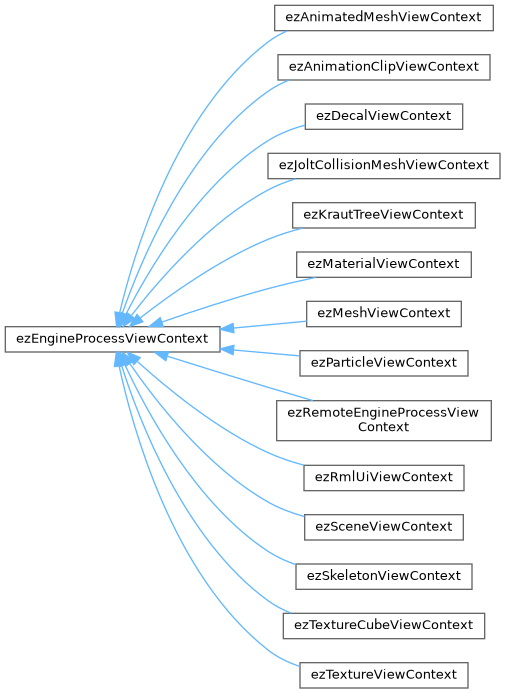 ezAnimatedMeshViewContext
ezAnimationClipViewContext
ezDecalViewContext
ezJoltCollisionMeshViewContext
ezKrautTreeViewContext
ezMaterialViewContext
ezMeshViewContext
ezEngineProcessViewContext
ezParticleViewContext
ezRemoteEngineProcessView
Context
ezRmlUiViewContext
ezSceneViewContext
ezSkeletonViewContext
ezTextureCubeViewContext
ezTextureViewContext